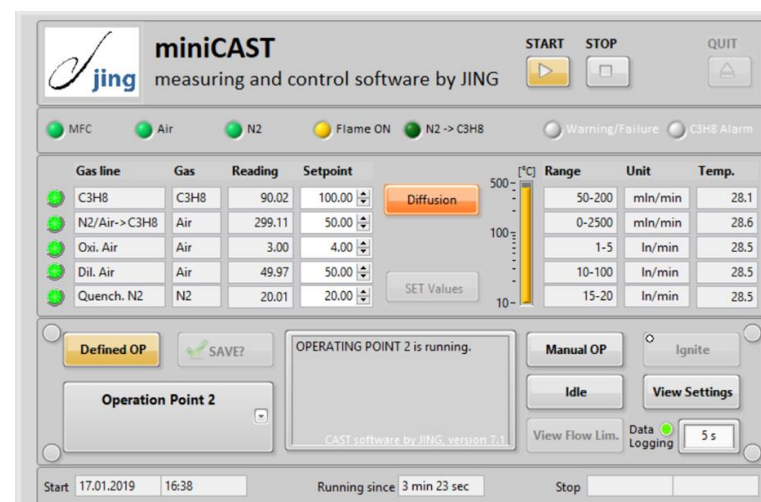 jing
miniCAST
measuring and control software by JING
START STOP QUIT
MFC Air N2 Flame ON N2 -> C3H8 Warning/Failure C3H8 Alarm
Gas line Gas Reading Setpoint [°C] Range Unit Temp.
C3H8 C3H8 90.02 100.00 Diffusion 500 50-200 mln/min 28.1
N2/Air->C3H8 Air 299.11 50.00 0-2500 mln/min 28.6
Oxi. Air Air 3.00 4.00 100 1-5 ln/min 28.5
Dil. Air Air 49.97 50.00 10-100 ln/min 28.5
Quench. N2 N2 20.01 20.00 SET Values 10 15-20 ln/min 28.5
Defined OP SAVE? OPERATING POINT 2 is running. Manual OP Ignite
Operation Point 2 Idle View Settings
CAST software by JING, version 7.1 View Flow Lim. Data Logging 5 s
Start 17.01.2019 16:38 Running since 3 min 23 sec Stop